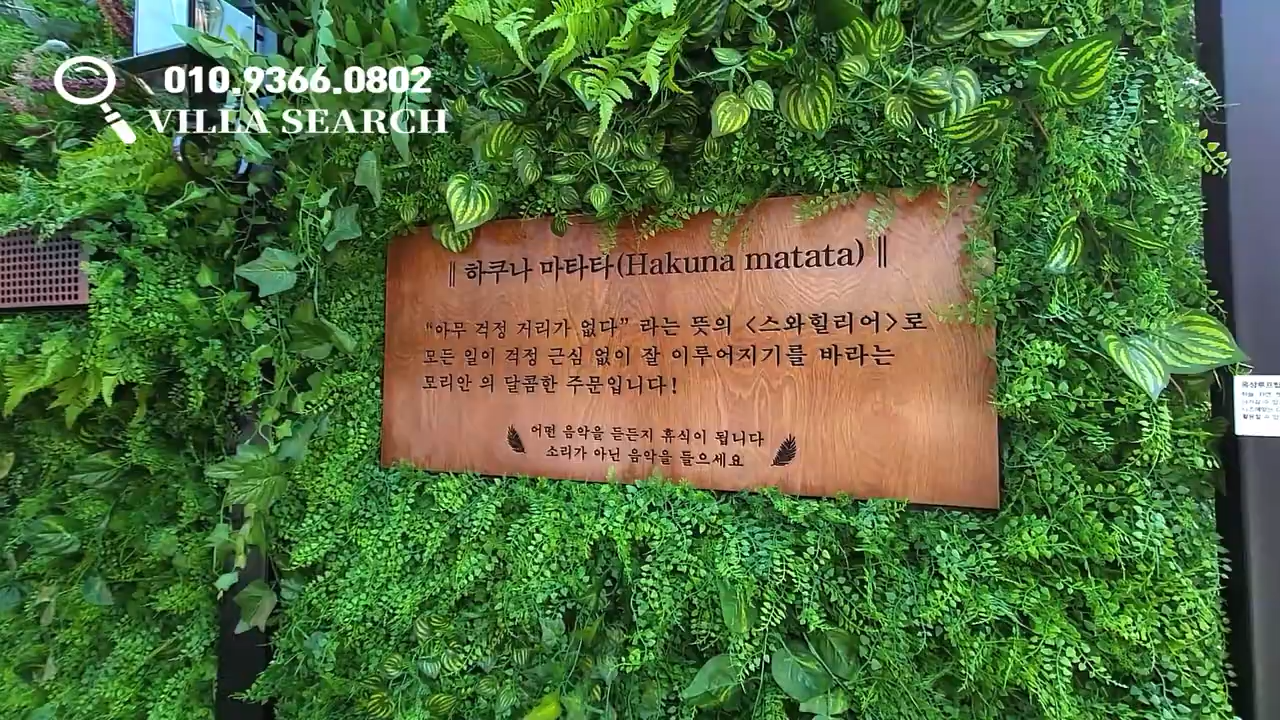 010.9366.0802
VILLA SEARCH
∥ 하쿠나 마타타(Hakuna matata) ∥
“아무 걱정 거리가 없다” 라는 뜻의 <스와힐리어>로
모든 일이 걱정 근심 없이 잘 이루어지기를 바라는
모리안 의 달콤한 주문입니다!
어떤 음악을 듣든지 휴식이 됩니다
소리가 아닌 음악을 들으세요